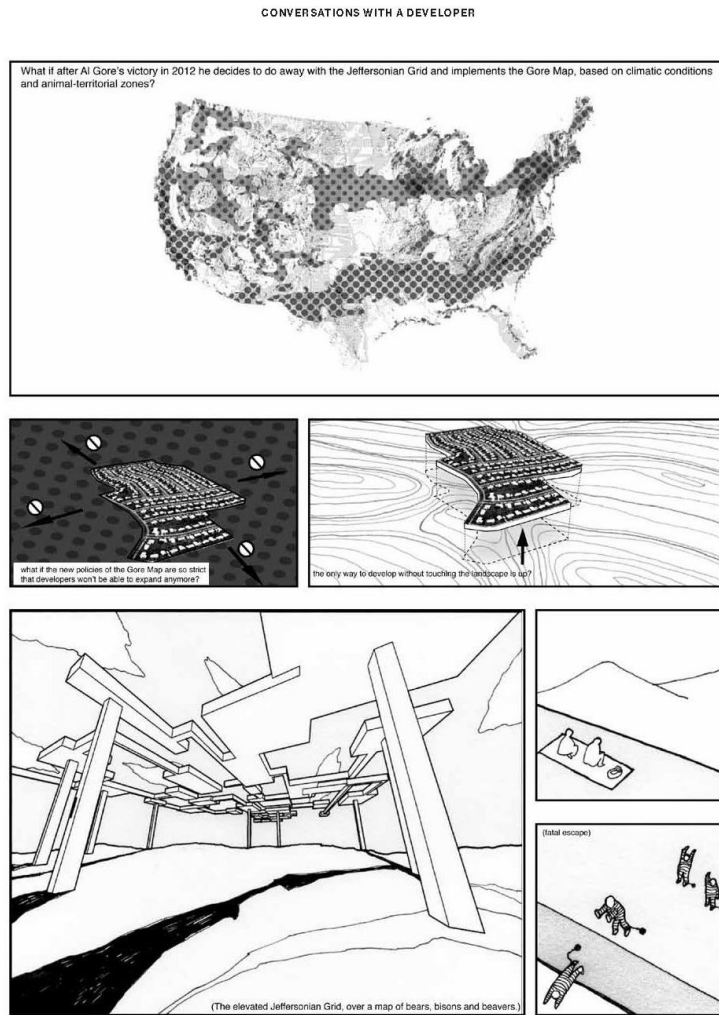 CONVERSATIONS WITH A DEVELOPER
What if after Al Gore's victory in 2012 he decides to do away with the Jeffersonian Grid and implements the Gore Map, based on climatic conditions
and animal-territorial zones?
what if the new policies of the Gore Map are so strict
that developers won't be able to expand anymore?
the only way to develop without touching the landscape is up?
(The elevated Jeffersonian Grid, over a map of bears, bisons and beavers.)
(fatal escape)